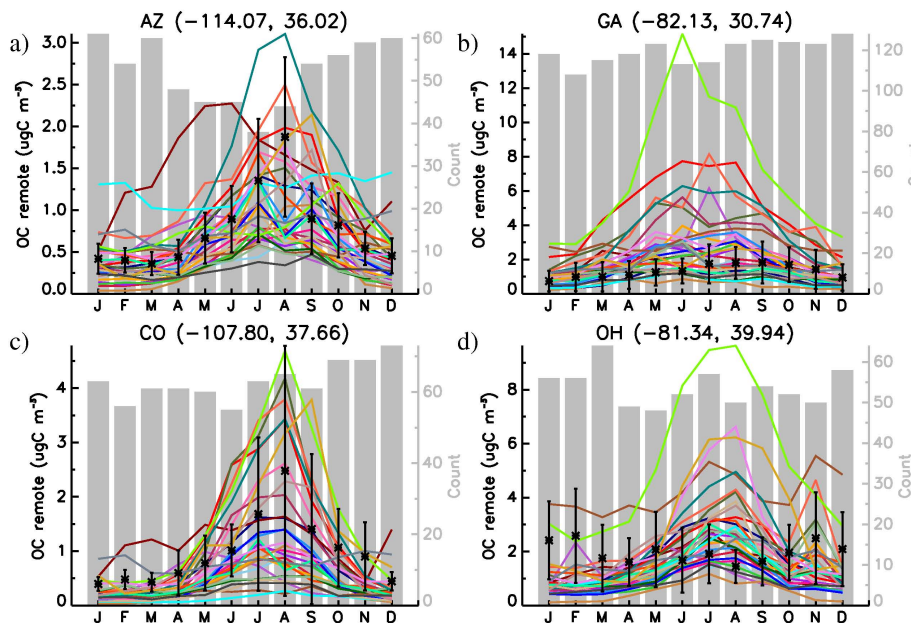 a)
AZ (−114.07, 36.02)
OC remote (ugC m⁻³)
3.0
2.5
2.0
1.5
1.0
0.5
0.0
J F M A M J J A S O N D
60
50
40
30
20
10
0
Count
b)
GA (−82.13, 30.74)
OC remote (ugC m⁻³)
14
12
10
8
6
4
2
0
J F M A M J J A S O N D
120
100
80
60
40
20
0
Count
c)
CO (−107.80, 37.66)
OC remote (ugC m⁻³)
4
3
2
1
0
J F M A M J J A S O N D
60
40
20
0
Count
d)
OH (−81.34, 39.94)
OC remote (ugC m⁻³)
8
6
4
2
0
J F M A M J J A S O N D
60
50
40
30
20
10
0
Count